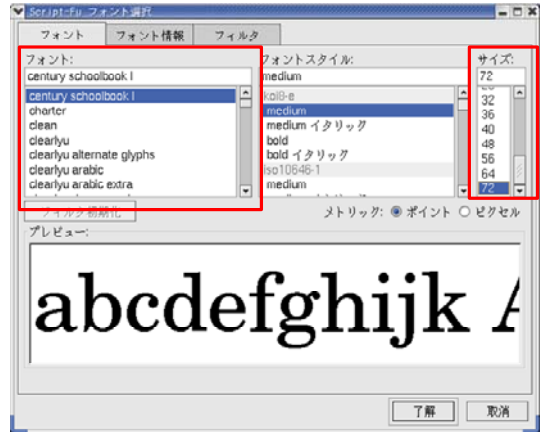 Script-Fu フォント選択
フォント フォント情報 フィルタ
フォント: フォントスタイル: サイズ:
century schoolbook l medium 72
century schoolbook l koi8-e
charter medium 32
clean medium イタリック 36
clearlyu bold 40
clearlyu alternate glyphs bold イタリック 48
clearlyu arabic iso10646-1 56
clearlyu arabic extra medium 64
72
フィルタ初期化 メトリック: ポイント ピクセル
プレビュー:
abcdefghijk A
了解 取消